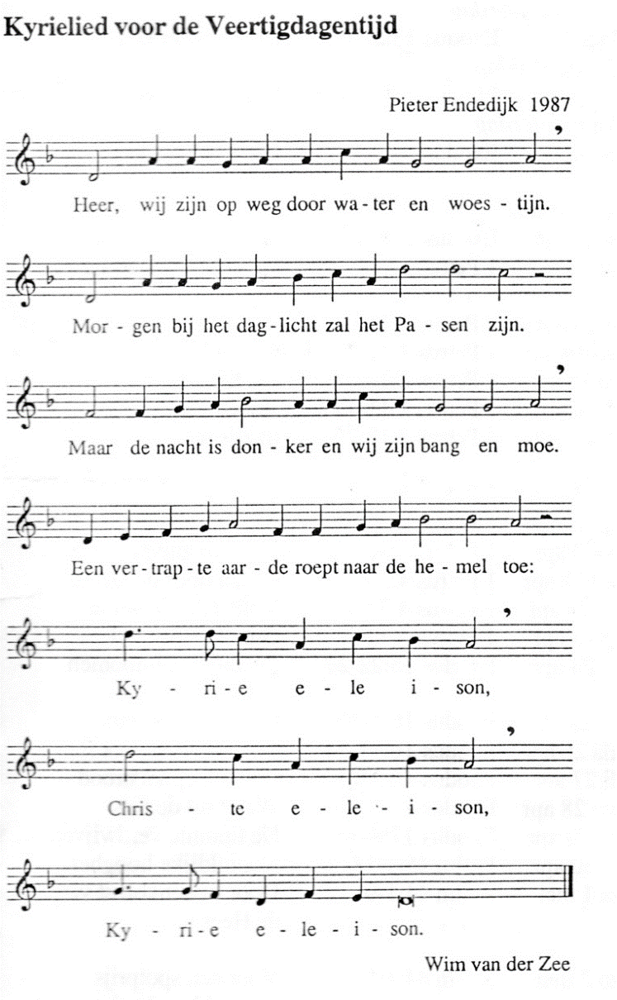 Kyrielied voor de Veertigdagentijd
Pieter Endedijk 1987
Heer, wij zijn op weg door wa - ter en woes - tijn.
Mor - gen bij het dag - licht zal het Pa - sen zijn.
Maar de nacht is don - ker en wij zijn bang en moe.
Een ver - trap - te aar - de roept naar de he - mel toe:
Ky - ri - e e - le i - son,
Chris - te e - le - i - son,
Ky - ri - e e - le - i - son.
Wim van der Zee